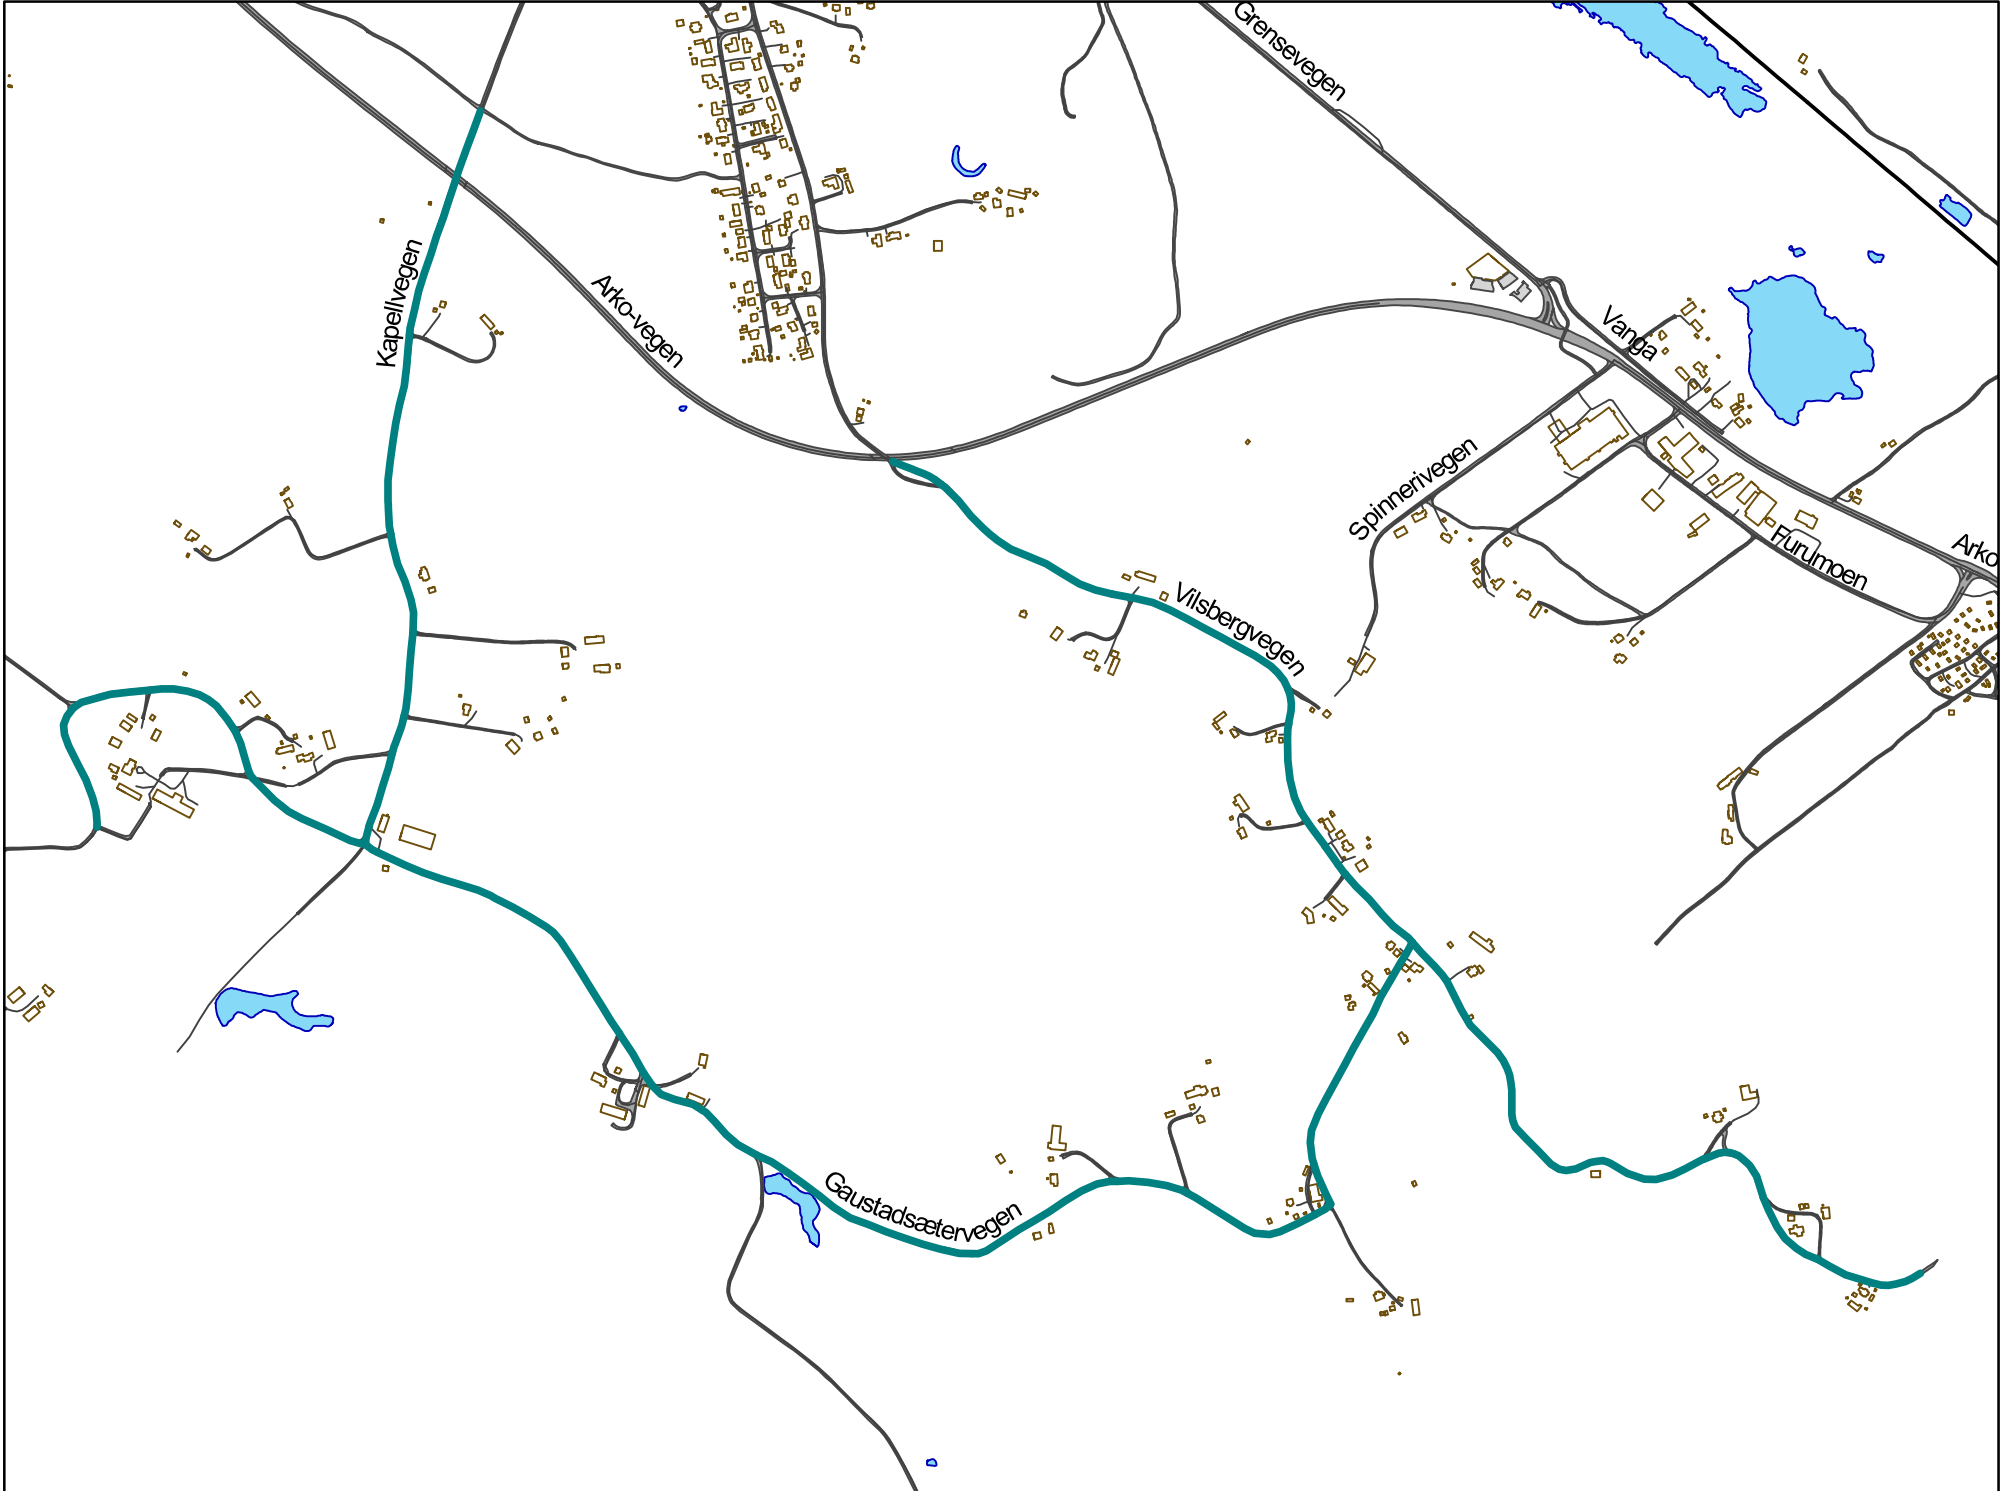 Grensevegen
Kapellvegen
Arko-vegen
Vanga
Spinnerivegen
Furumoen
Arko
Vilsbergvegen
Gaustadsætervegen